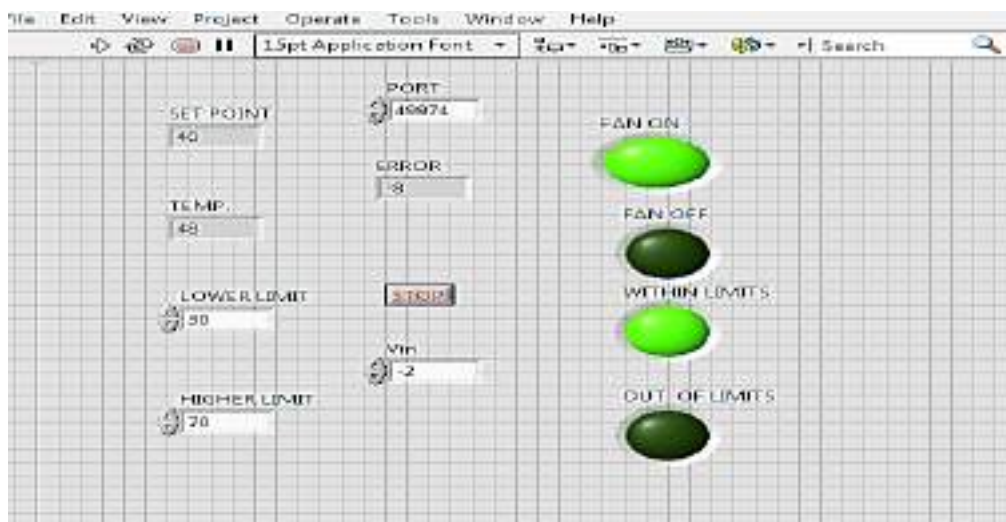 File Edit View Project Operate Tools Window Help
15pt Application Font
Search
PORT
49974
SET POINT
40
FAN ON
ERROR
-8
TEMP.
48
FAN OFF
LOWER LIMIT
STOP
WITHIN LIMITS
Vin
-2
HIGHER LIMIT
70
OUT OF LIMITS